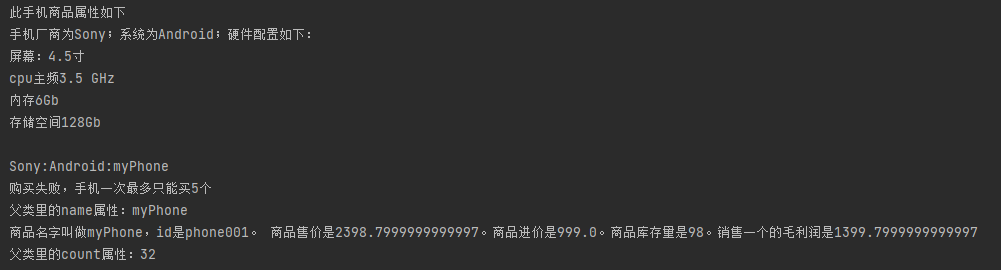 此手机商品属性如下
手机厂商为Sony；系统为Android；硬件配置如下：
屏幕：4.5寸
cpu主频3.5 GHz
内存6Gb
存储空间128Gb
Sony:Android:myPhone
购买失败，手机一次最多只能买5个
父类里的name属性：myPhone
商品名字叫做myPhone，id是phone001。 商品售价是2398.7999999999997。商品进价是999.0。商品库存量是98。销售一个的毛利润是1399.7999999999997
父类里的count属性：32